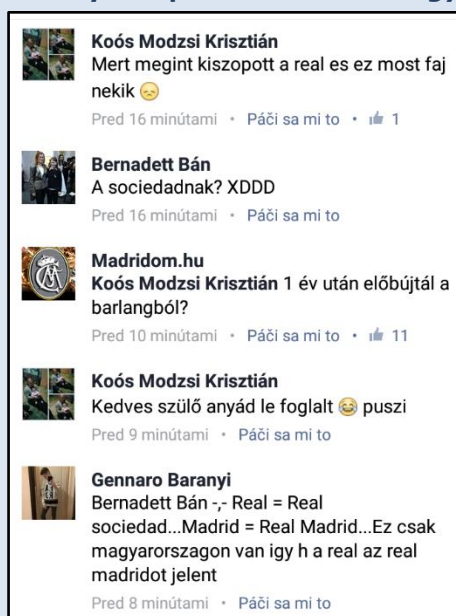 Koós Modzsi Krisztián
Mert megint kiszopott a real es ez most faj
nekik 😞
Pred 16 minútami • Páči sa mi to • 1
Bernadett Bán
A sociedadnak? XDDD
Pred 16 minútami • Páči sa mi to
Madridom.hu
Koós Modzsi Krisztián 1 év után előbújtál a
barlangból?
Pred 10 minútami • Páči sa mi to • 11
Koós Modzsi Krisztián
Kedves szülő anyád le foglalt 😂 puszi
Pred 9 minútami • Páči sa mi to
Gennaro Baranyi
Bernadett Bán -,- Real = Real
sociedad...Madrid = Real Madrid...Ez csak
magyarorszagon van igy h a real az real
madridot jelent
Pred 8 minútami • Páči sa mi to